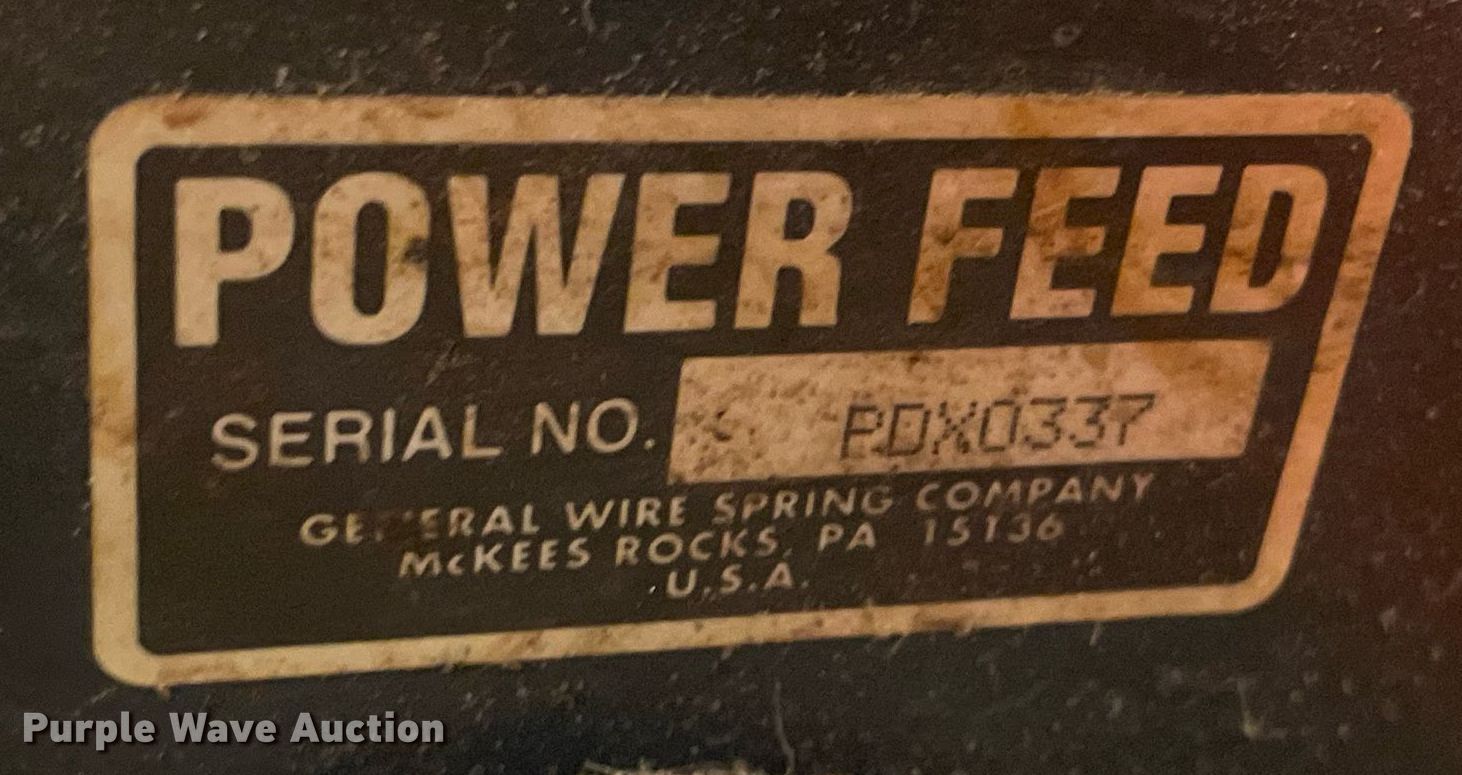 POWER FEED
SERIAL NO. PDX0337
GENERAL WIRE SPRING COMPANY
McKEES ROCKS, PA 15136
U.S.A.
Purple Wave Auction